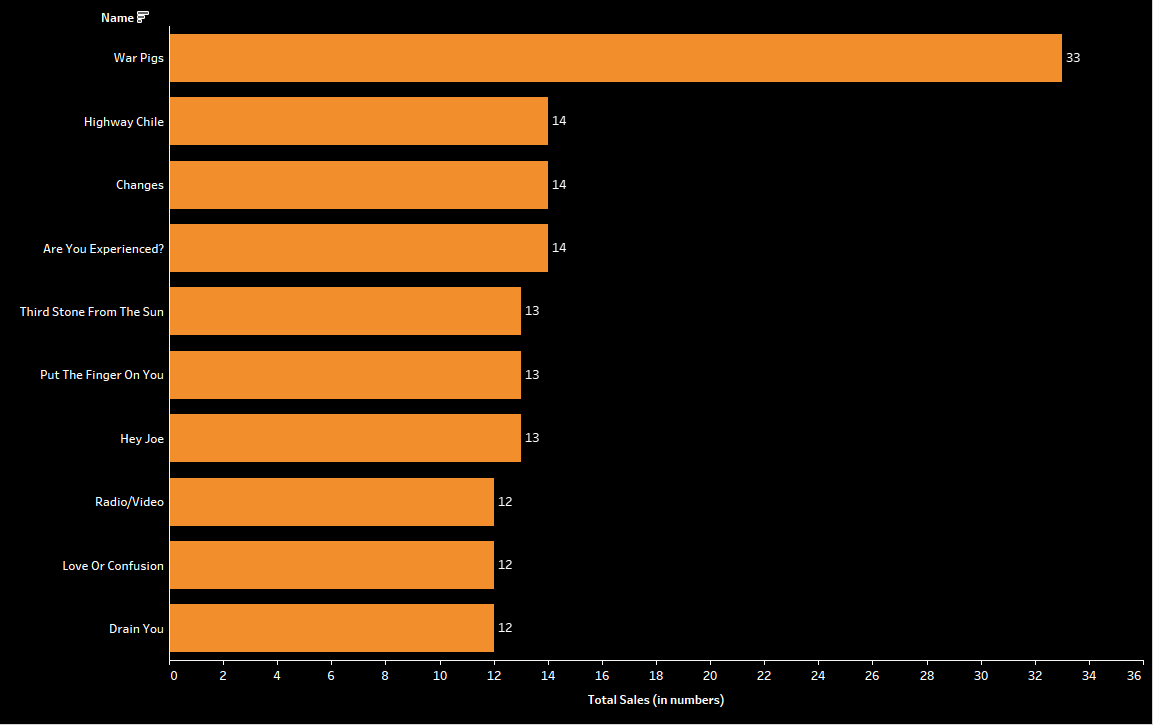 Name
War Pigs 33
Highway Chile 14
Changes 14
Are You Experienced? 14
Third Stone From The Sun 13
Put The Finger On You 13
Hey Joe 13
Radio/Video 12
Love Or Confusion 12
Drain You 12
0 2 4 6 8 10 12 14 16 18 20 22 24 26 28 30 32 34 36
Total Sales (in numbers)